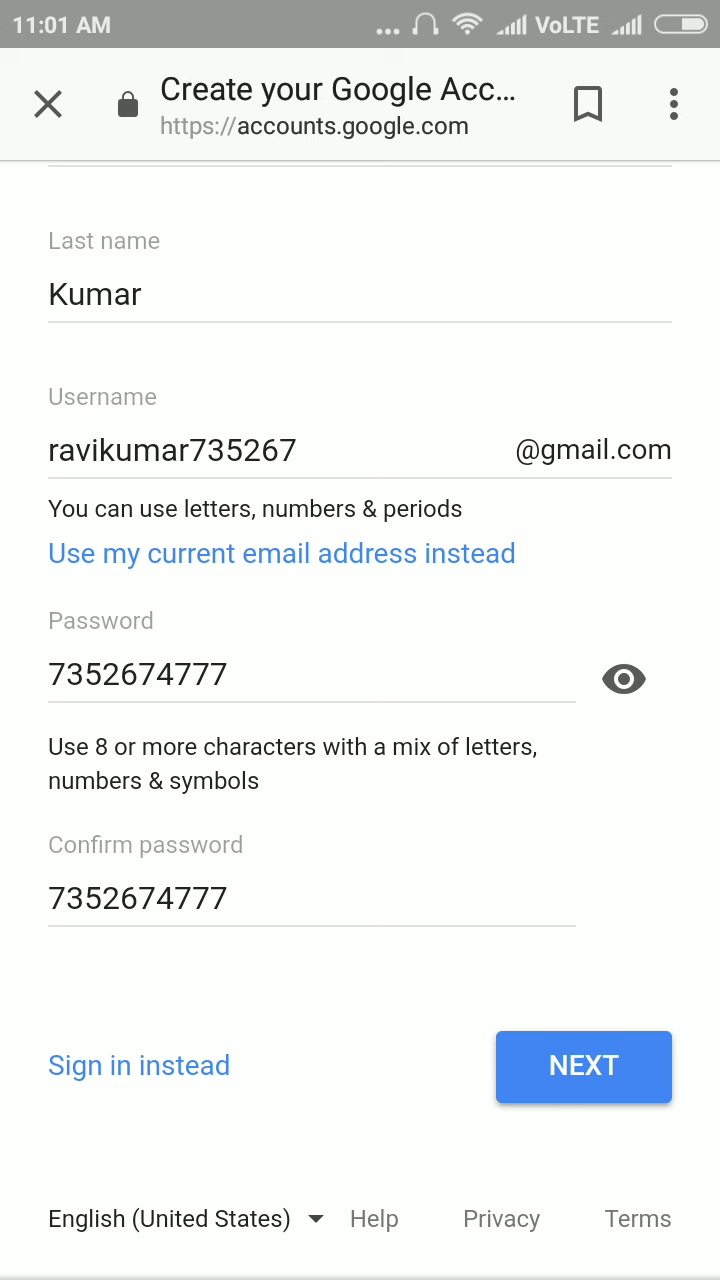 11:01 AM ... VoLTE
Create your Google Acc...
https://accounts.google.com
Last name
Kumar
Username
ravikumar735267 @gmail.com
You can use letters, numbers & periods
Use my current email address instead
Password
7352674777
Use 8 or more characters with a mix of letters,
numbers & symbols
Confirm password
7352674777
Sign in instead NEXT
English (United States) Help Privacy Terms